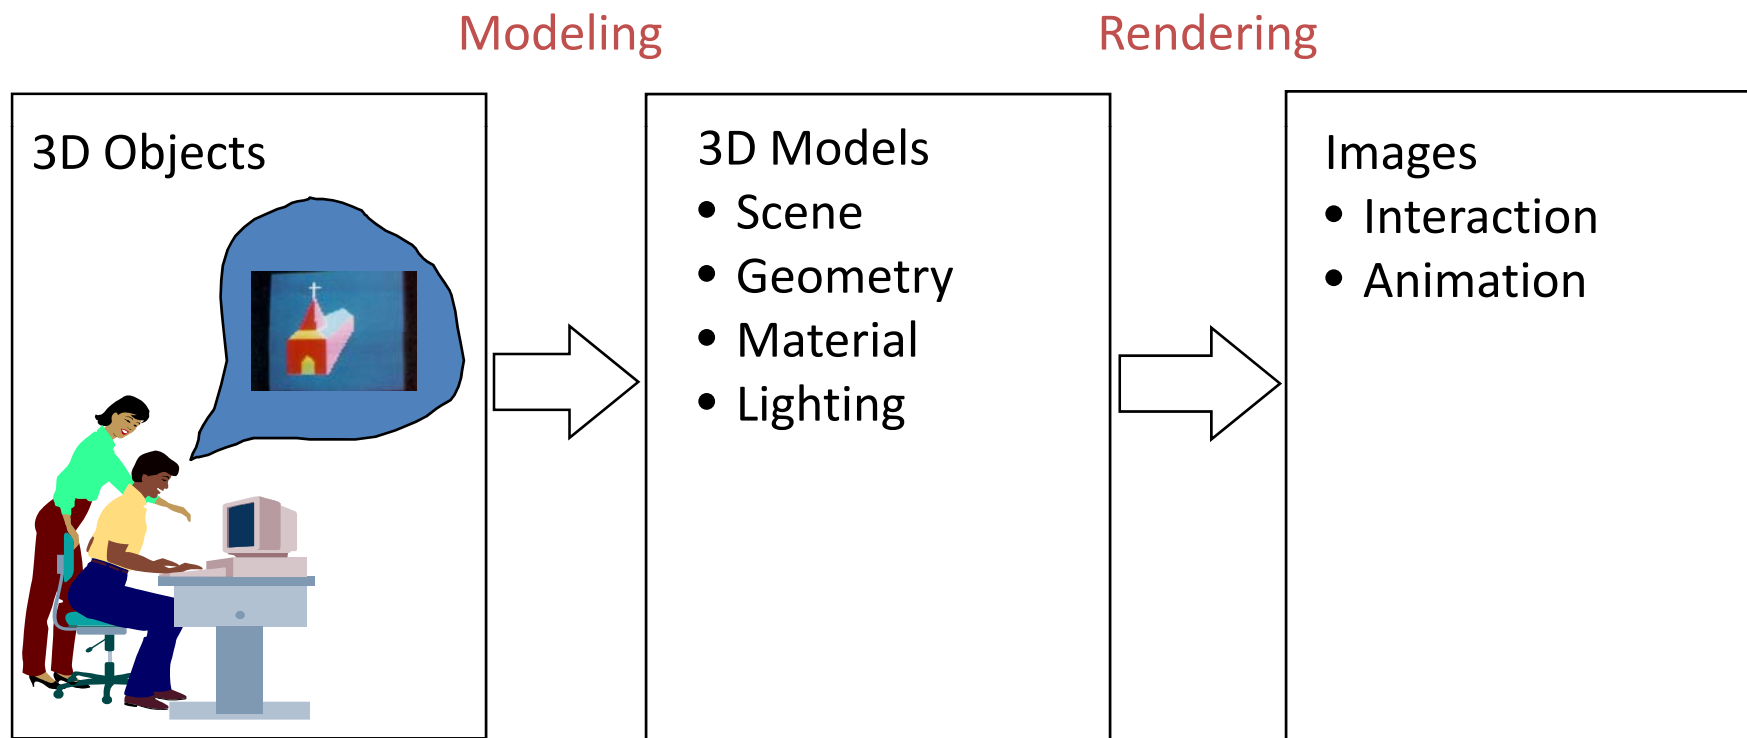 Modeling
Rendering
3D Objects
3D Models
• Scene
• Geometry
• Material
• Lighting
Images
• Interaction
• Animation